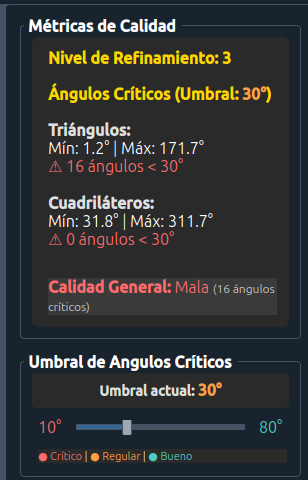 Métricas de Calidad
Nivel de Refinamiento: 3
Ángulos Críticos (Umbral: 30°)
Triángulos:
Mín: 1.2° | Máx: 171.7°
⚠ 16 ángulos < 30°
Cuadriláteros:
Mín: 31.8° | Máx: 311.7°
⚠ 0 ángulos < 30°
Calidad General: Mala (16 ángulos
críticos)
Umbral de Angulos Críticos
Umbral actual: 30°
10° 80°
● Crítico | ● Regular | ● Bueno